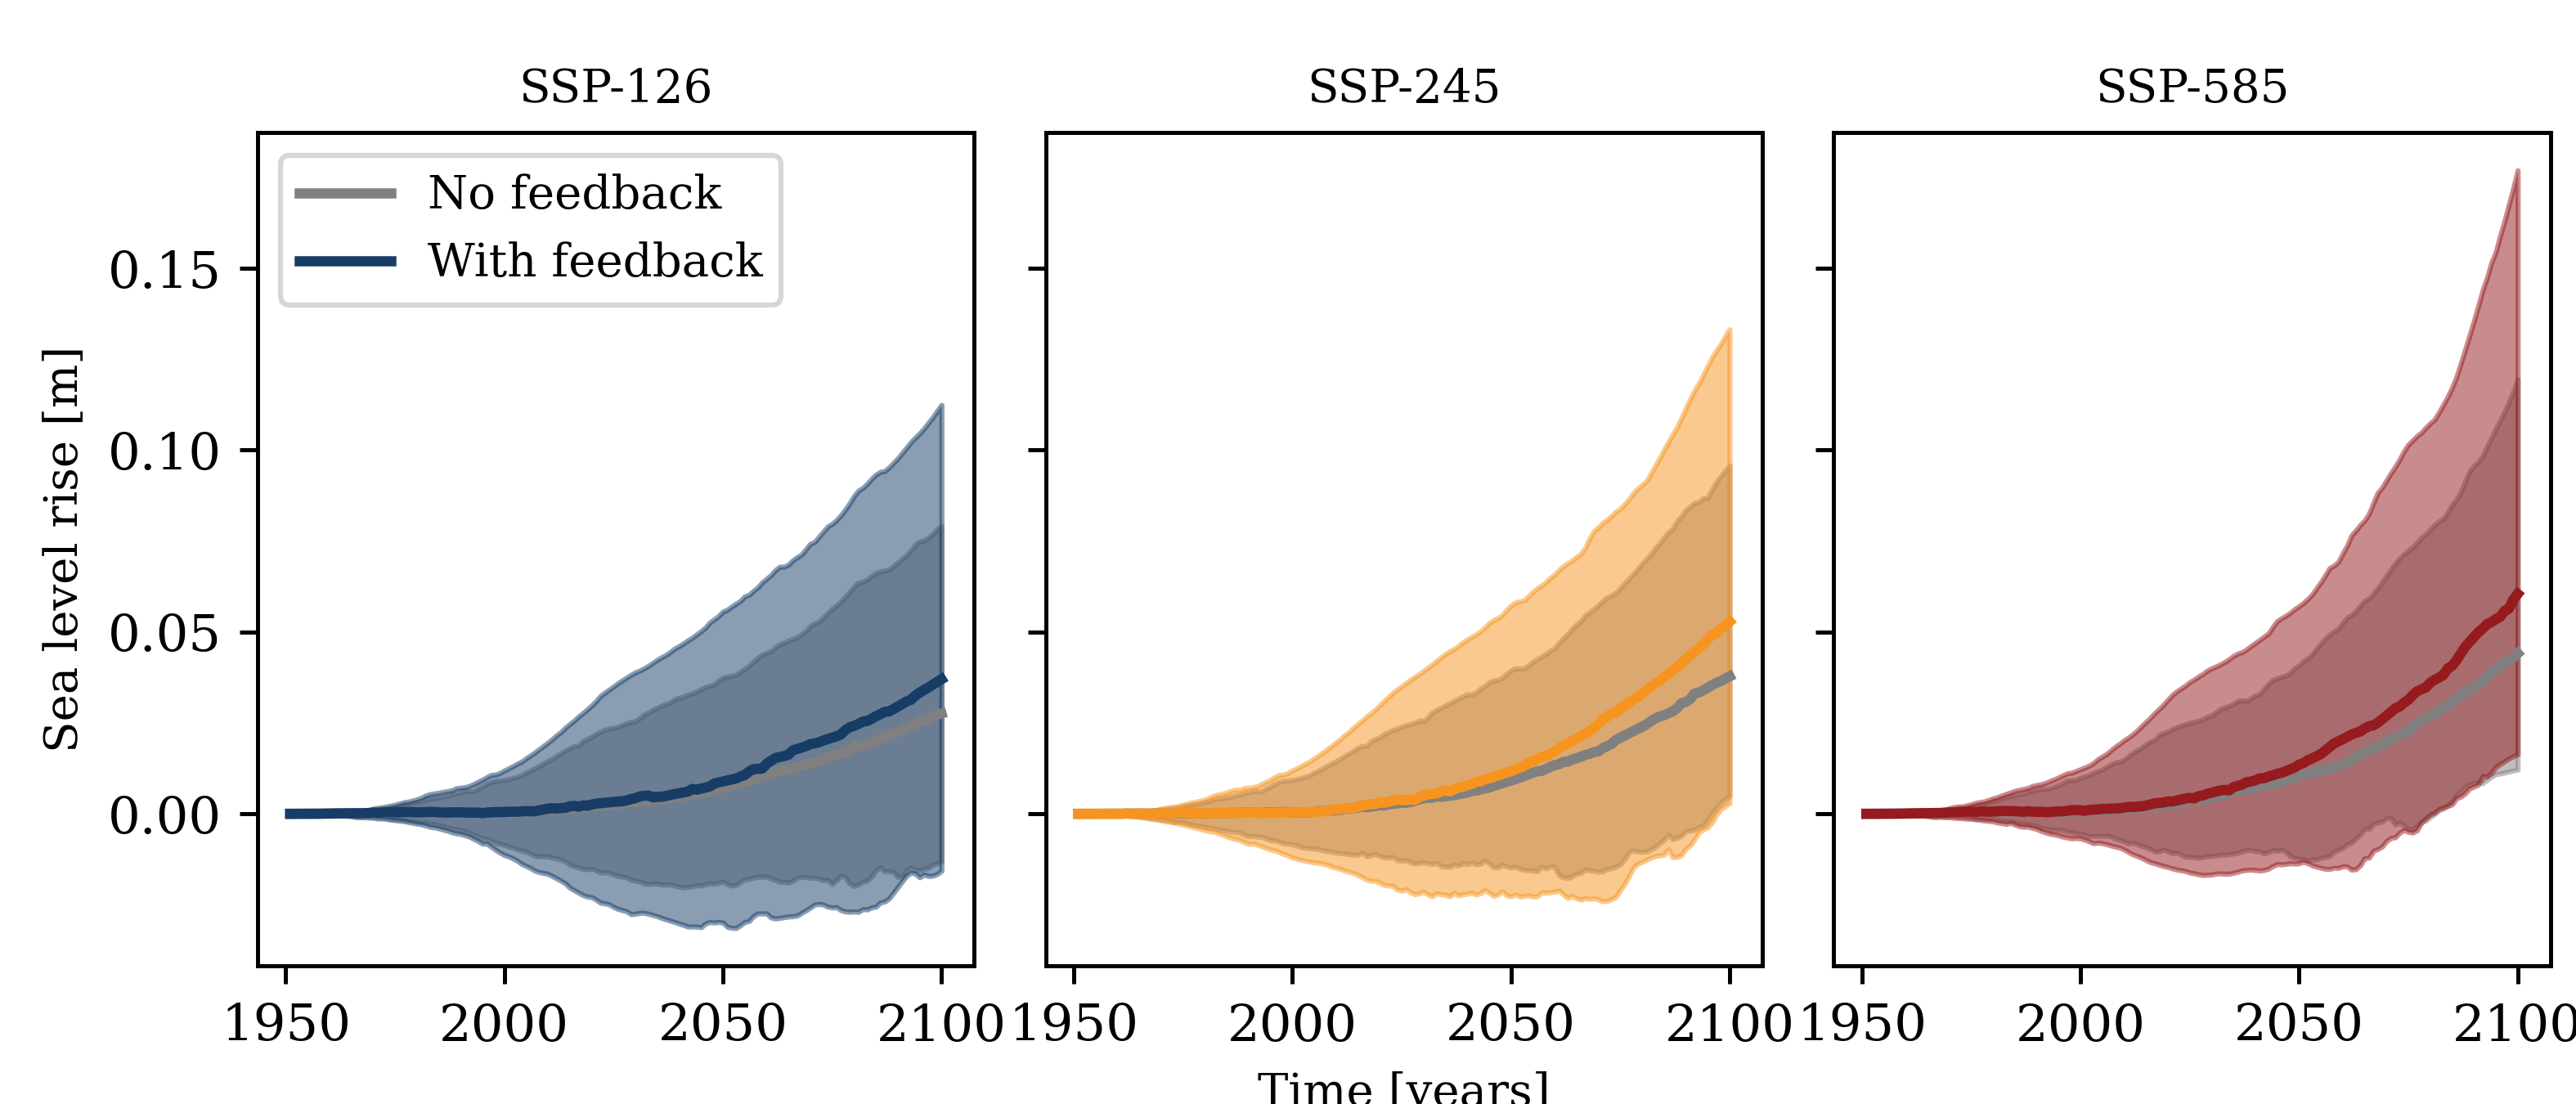 SSP-126 SSP-245 SSP-585
No feedback
With feedback
Sea level rise [m]
0.15
0.10
0.05
0.00
1950 2000 2050 2100 1950 2000 2050 2100 1950 2000 2050 2100
Time [years]